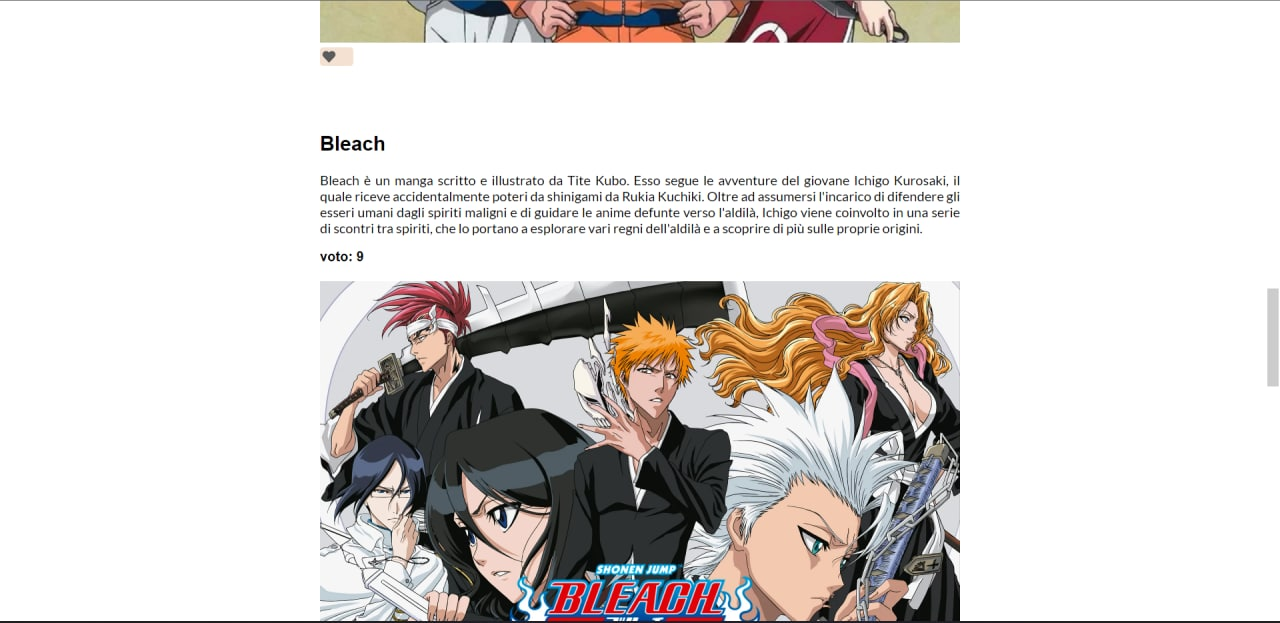 Bleach
Bleach è un manga scritto e illustrato da Tite Kubo. Esso segue le avventure del giovane Ichigo Kurosaki, il
quale riceve accidentalmente poteri da shinigami da Rukia Kuchiki. Oltre ad assumersi l'incarico di difendere gli
esseri umani dagli spiriti maligni e di guidare le anime defunte verso l'aldilà, Ichigo viene coinvolto in una serie
di scontri tra spiriti, che lo portano a esplorare vari regni dell'aldilà e a scoprire di più sulle proprie origini.
voto: 9
SHONEN JUMP
BLEACH